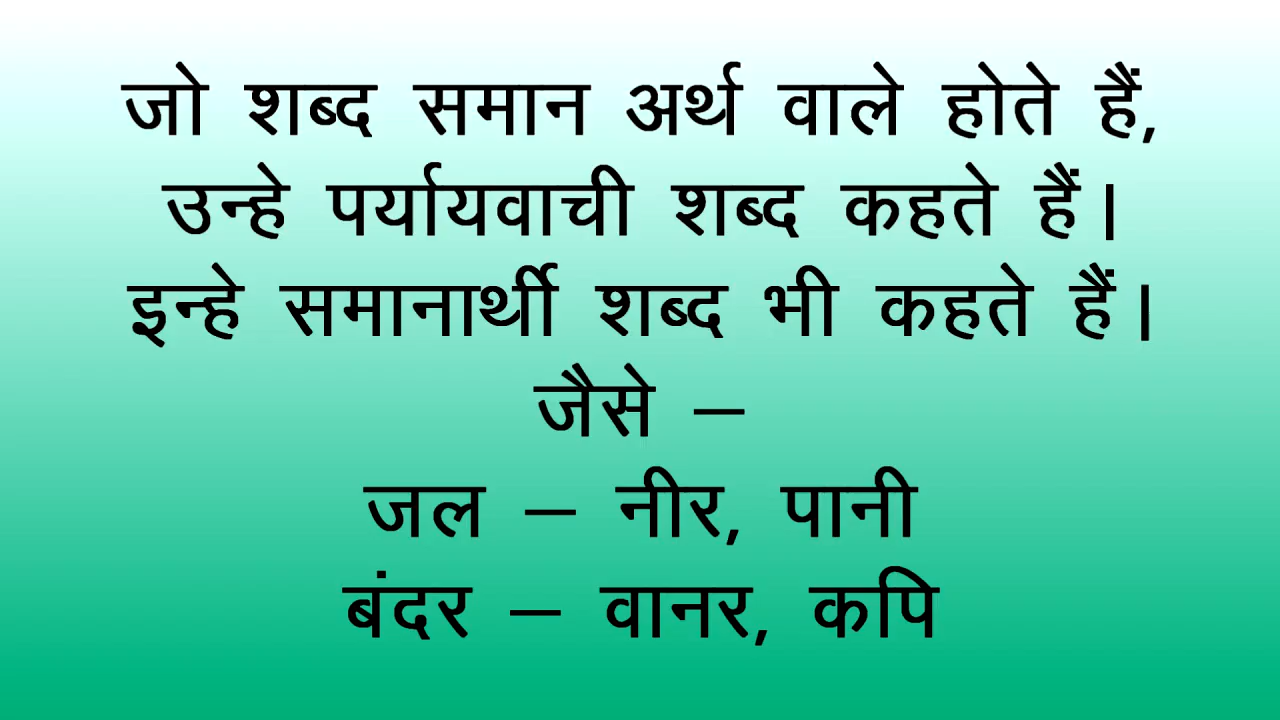 जो शब्द समान अर्थ वाले होते हैं,
उन्हे पर्यायवाची शब्द कहते हैं।
इन्हे समानार्थी शब्द भी कहते हैं।
जैसे –
जल – नीर, पानी
बंदर – वानर, कपि